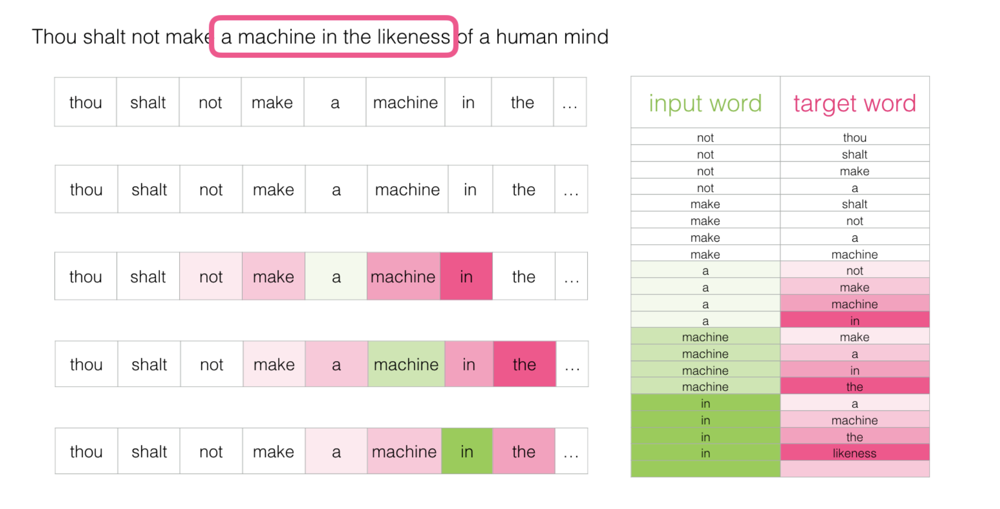 Thou shalt not make a machine in the likeness of a human mind
thou shalt not make a machine in the ...
thou shalt not make a machine in the ...
thou shalt not make a machine in the ...
thou shalt not make a machine in the ...
thou shalt not make a machine in the ...
input word target word
not thou
not shalt
not make
not a
make shalt
make not
make a
make machine
a not
a make
a machine
a in
machine make
machine a
machine in
machine the
in a
in machine
in the
in likeness